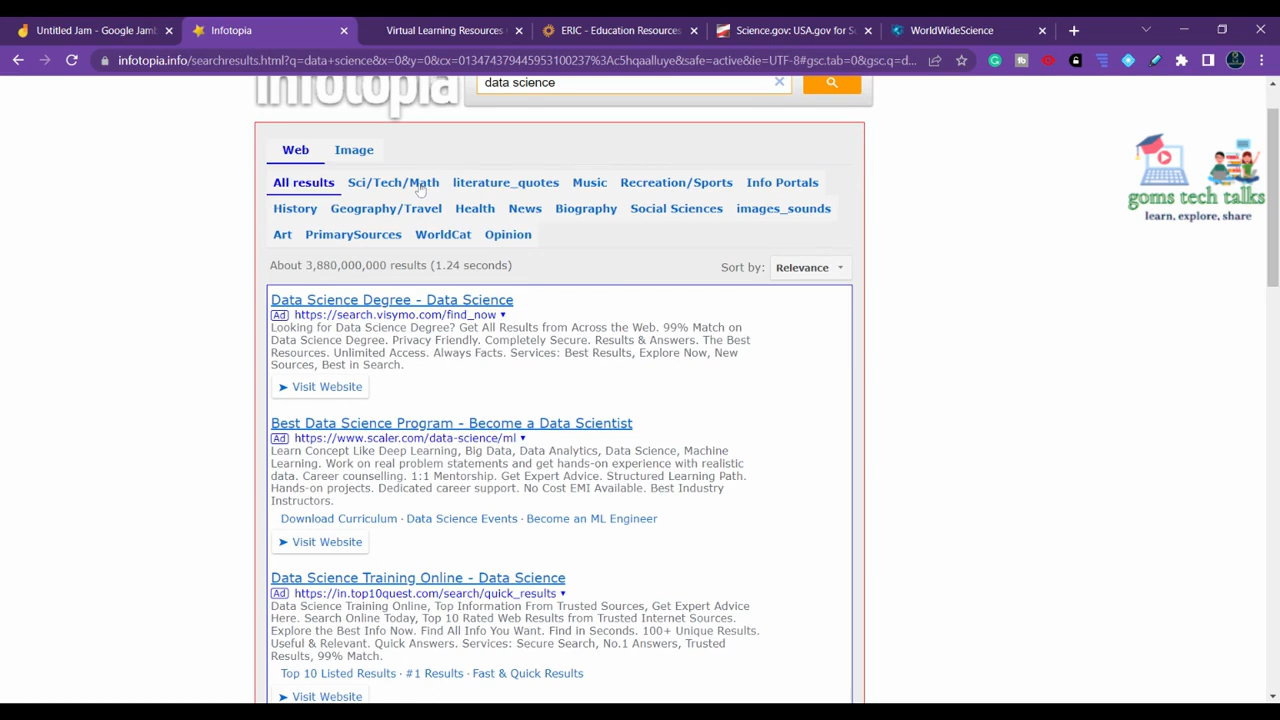 Untitled Jam - Google Jamb
Infotopia
Virtual Learning Resources
ERIC - Education Resources
Science.gov: USA.gov for S
WorldWideScience
infotopia.info/searchresults.html?q=data+science&x=0&y=0&cx=013474379445953100237%3Ac5hqaalluye&safe=active&ie=UTF-8#gsc.tab=0&gsc.q=d...
infotopia
data science
Web
Image
All results
Sci/Tech/Math
literature_quotes
Music
Recreation/Sports
Info Portals
History
Geography/Travel
Health
News
Biography
Social Sciences
images_sounds
Art
PrimarySources
WorldCat
Opinion
About 3,880,000,000 results (1.24 seconds)
Sort by:
Relevance
goms tech talks
learn, explore, share
Data Science Degree - Data Science
Ad https://search.visymo.com/find_now
Looking for Data Science Degree? Get All Results from Across the Web. 99% Match on
Data Science Degree. Privacy Friendly. Completely Secure. Results & Answers. The Best
Resources. Unlimited Access. Always Facts. Services: Best Results, Explore Now, New
Sources, Best in Search.
Visit Website
Best Data Science Program - Become a Data Scientist
Ad https://www.scaler.com/data-science/ml
Learn Concept Like Deep Learning, Big Data, Data Analytics, Data Science, Machine
Learning. Work on real problem statements and get hands-on experience with realistic
data. Career counselling. 1:1 Mentorship. Get Expert Advice. Structured Learning Path.
Hands-on projects. Dedicated career support. No Cost EMI Available. Best Industry
Instructors.
Download Curriculum · Data Science Events · Become an ML Engineer
Visit Website
Data Science Training Online - Data Science
Ad https://in.top10quest.com/search/quick_results
Data Science Training Online, Top Information From Trusted Sources, Get Expert Advice
Here. Search Online Today, Top 10 Rated Web Results from Trusted Internet Sources.
Explore the Best Info Now. Find All Info You Want. Find in Seconds. 100+ Unique Results.
Useful & Relevant. Quick Answers. Services: Secure Search, No.1 Answers, Trusted
Results, 99% Match.
Top 10 Listed Results · #1 Results · Fast & Quick Results
Visit Website